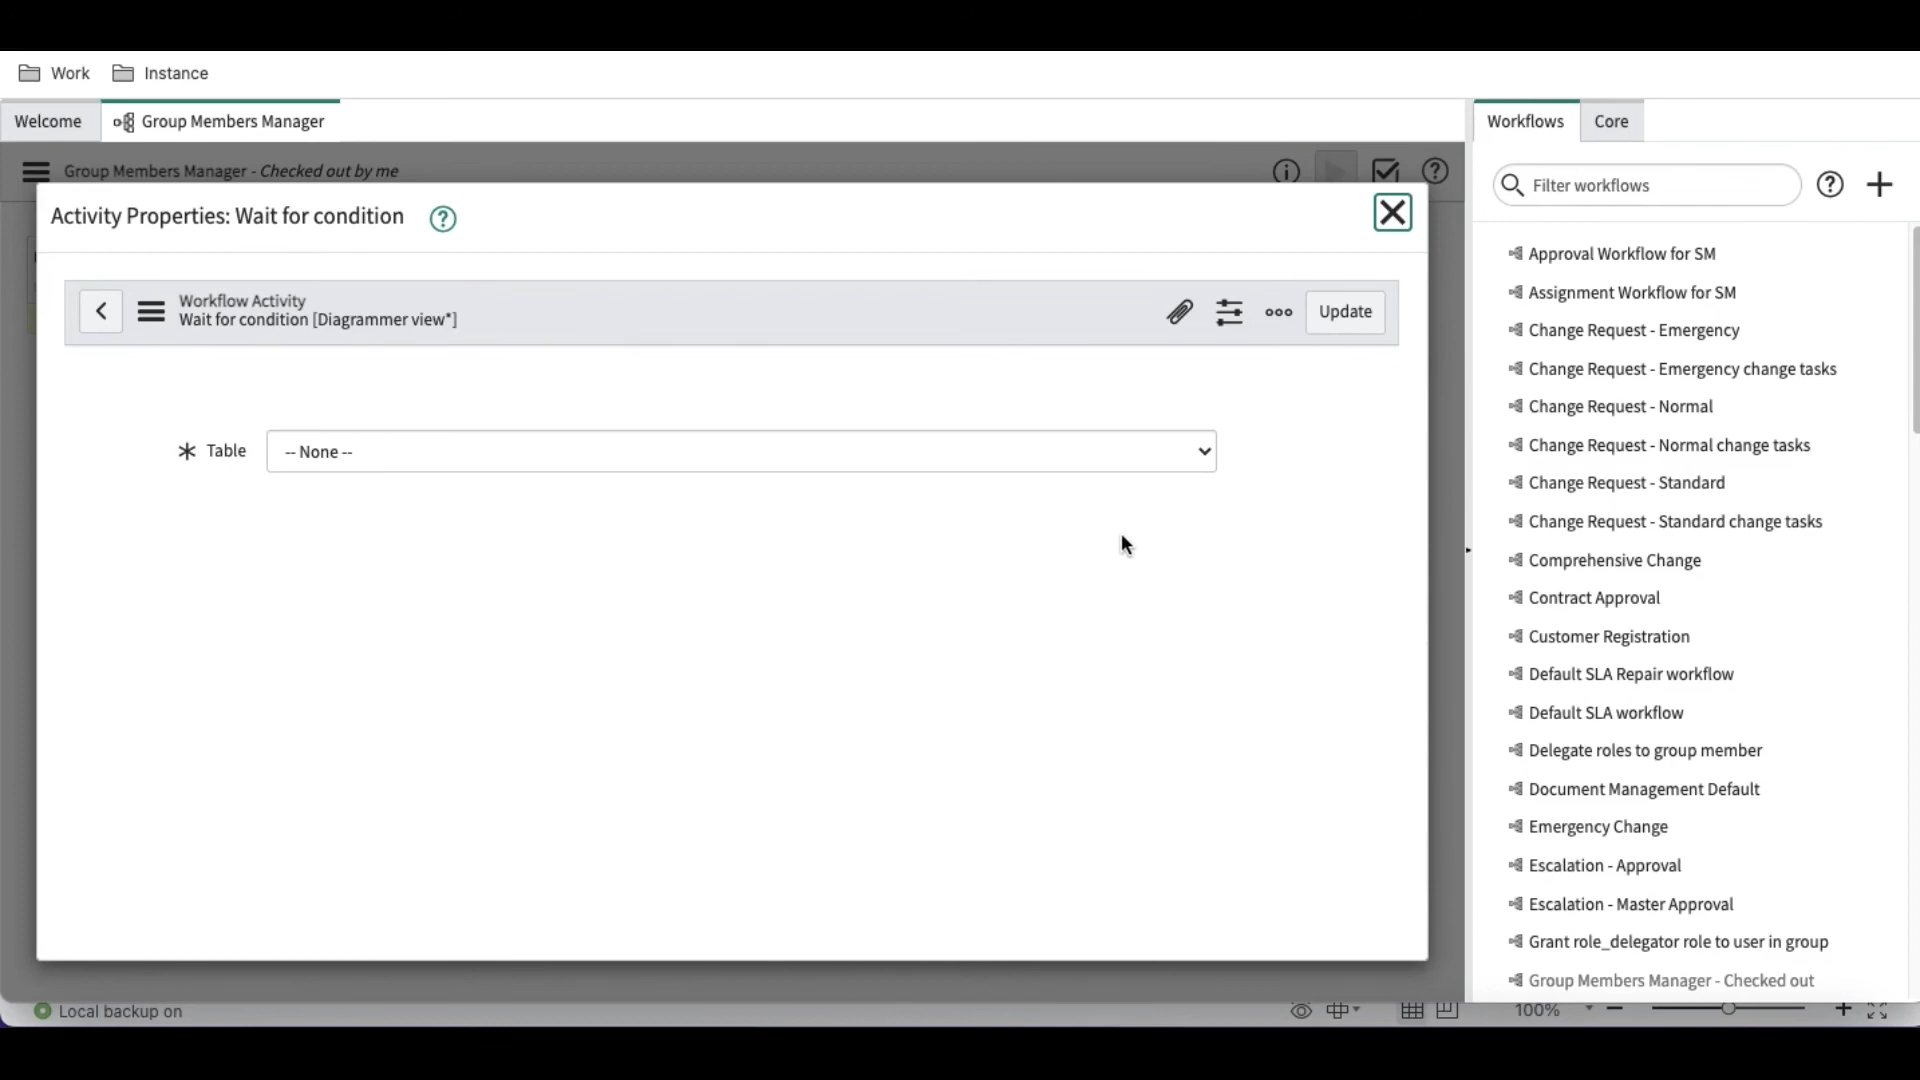 Work Instance
Welcome Group Members Manager
Group Members Manager - Checked out by me
Activity Properties: Wait for condition
Workflow Activity
Wait for condition [Diagrammer view*]
Update
Table
-- None --
Local backup on
100%
Workflows Core
Filter workflows
Approval Workflow for SM
Assignment Workflow for SM
Change Request - Emergency
Change Request - Emergency change tasks
Change Request - Normal
Change Request - Normal change tasks
Change Request - Standard
Change Request - Standard change tasks
Comprehensive Change
Contract Approval
Customer Registration
Default SLA Repair workflow
Default SLA workflow
Delegate roles to group member
Document Management Default
Emergency Change
Escalation - Approval
Escalation - Master Approval
Grant role_delegator role to user in group
Group Members Manager - Checked out